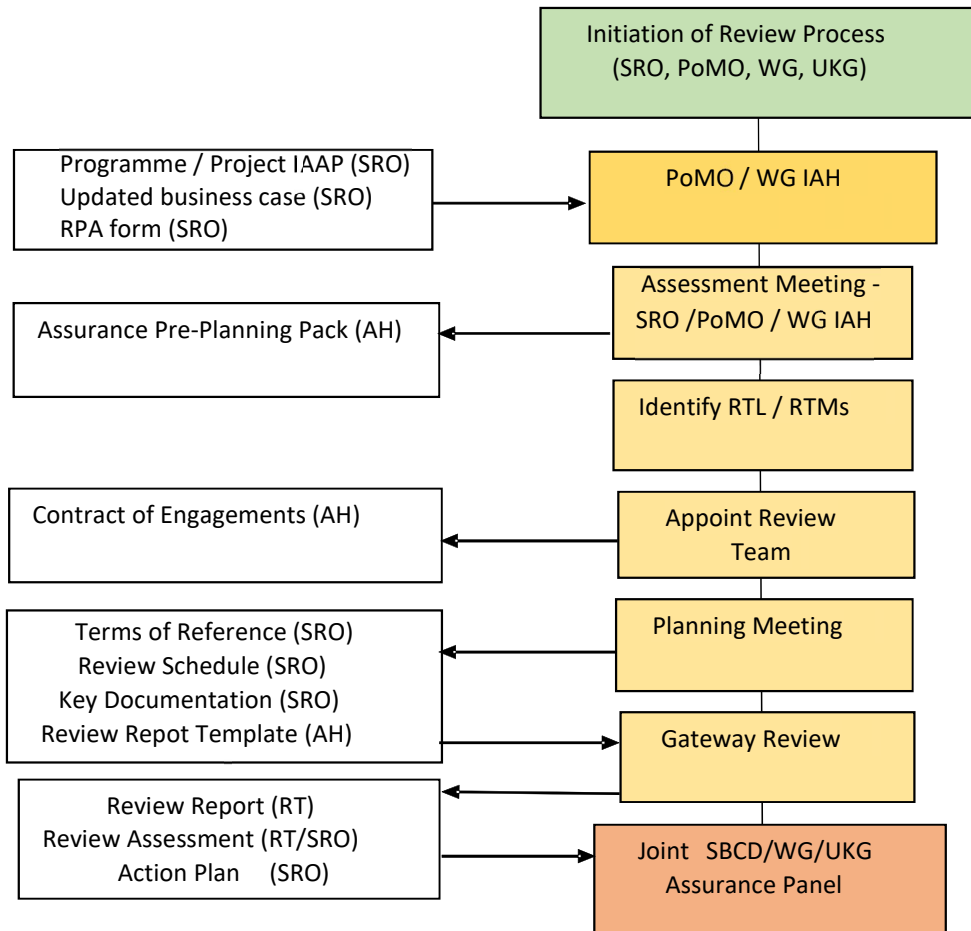 Initiation of Review Process
(SRO, PoMO, WG, UKG)
Programme / Project IAAP (SRO)
Updated business case (SRO)
RPA form (SRO)
PoMO / WG IAH
Assessment Meeting -
SRO /PoMO / WG IAH
Assurance Pre-Planning Pack (AH)
Identify RTL / RTMs
Contract of Engagements (AH)
Appoint Review
Team
Terms of Reference (SRO)
Review Schedule (SRO)
Key Documentation (SRO)
Review Repot Template (AH)
Planning Meeting
Gateway Review
Review Report (RT)
Review Assessment (RT/SRO)
Action Plan (SRO)
Joint SBCD/WG/UKG
Assurance Panel